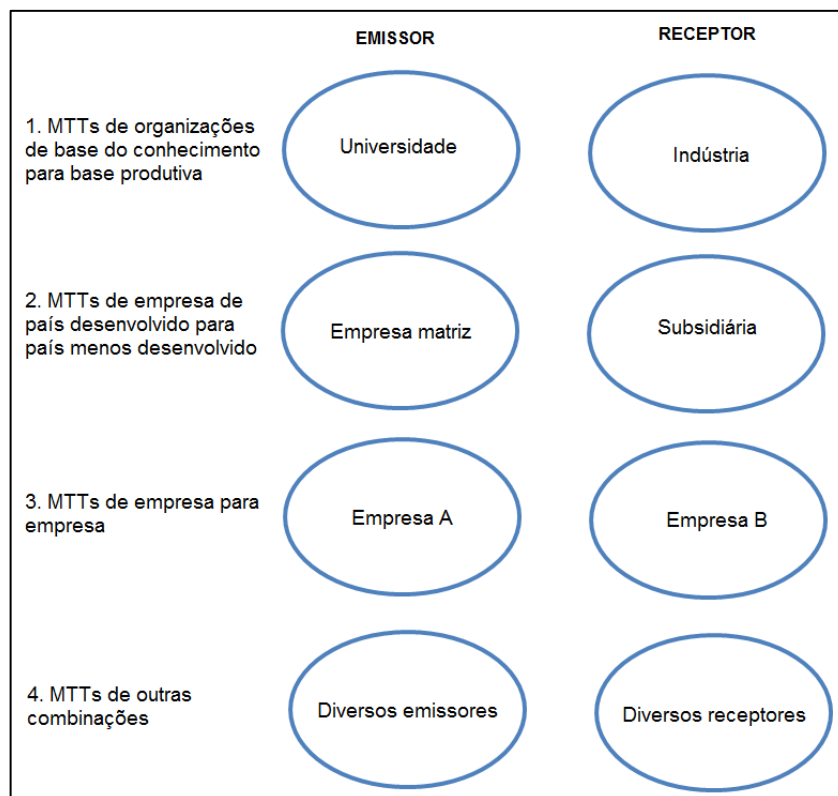 EMISSOR
RECEPTOR
1. MTTs de organizações
de base do conhecimento
para base produtiva
Universidade
Indústria
2. MTTs de empresa de
país desenvolvido para
país menos desenvolvido
Empresa matriz
Subsidiária
3. MTTs de empresa para
empresa
Empresa A
Empresa B
4. MTTs de outras
combinações
Diversos emissores
Diversos receptores